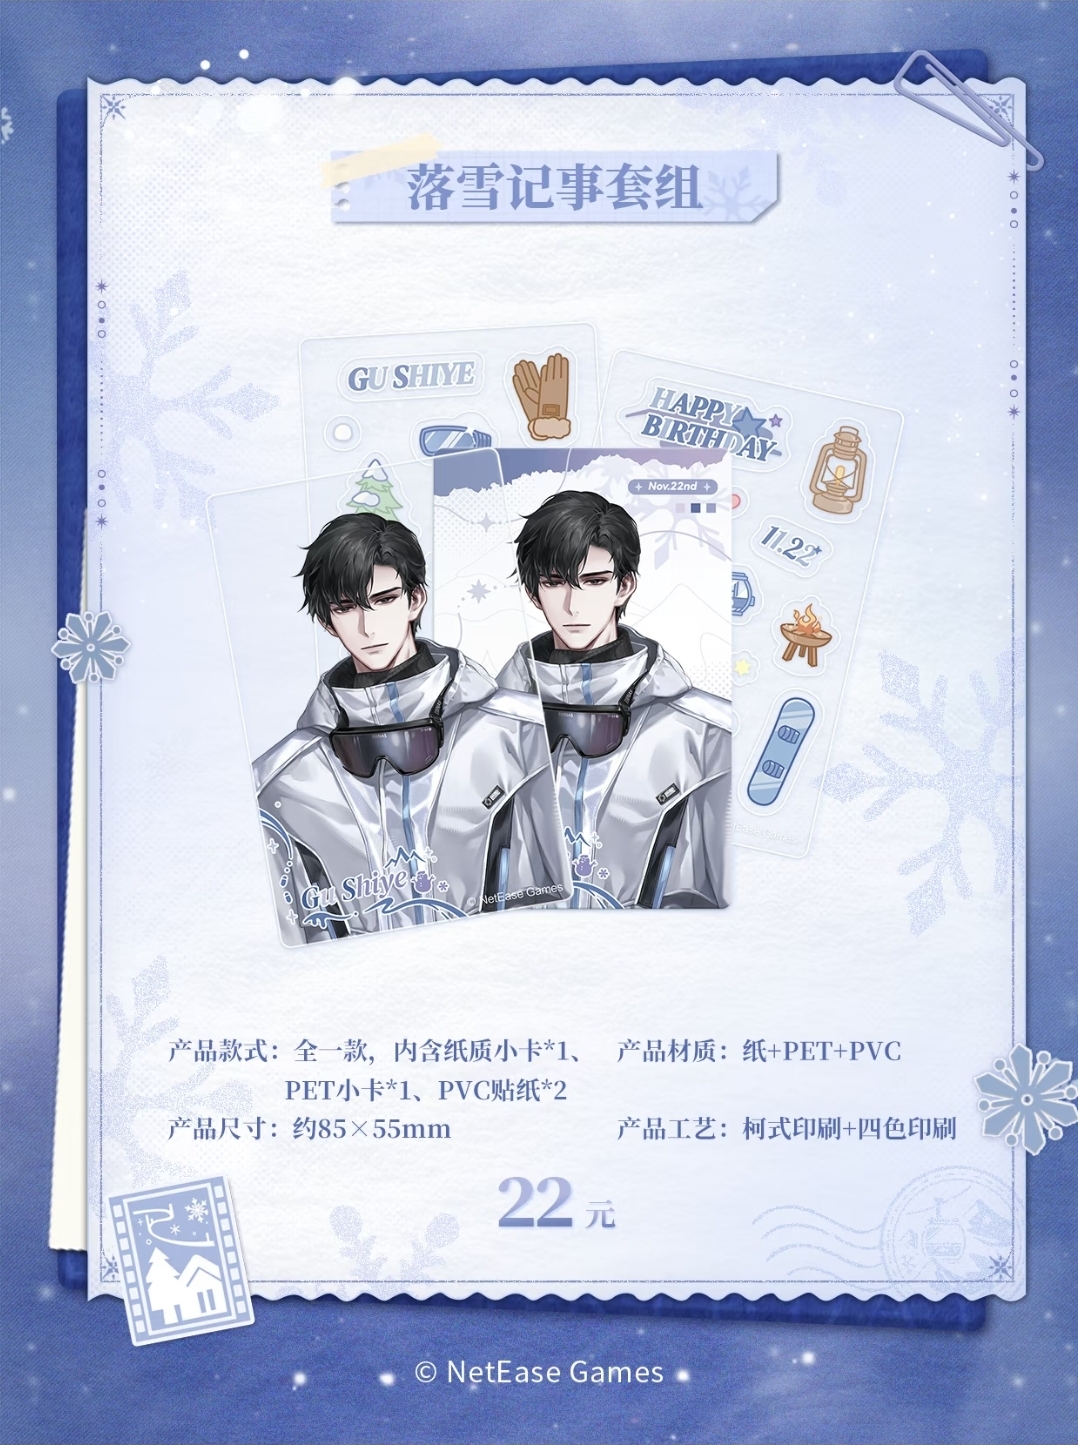 落雪记事套组
GU SHIYE
HAPPY
BIRTHDAY
Nov.22nd
11.22
Gu Shiye
© NetEase Games
产品款式：全一款，内含纸质小卡*1、
PET小卡*1、PVC贴纸*2
产品材质：纸+PET+PVC
产品尺寸：约85×55mm
产品工艺：柯式印刷+四色印刷
22元
© NetEase Games